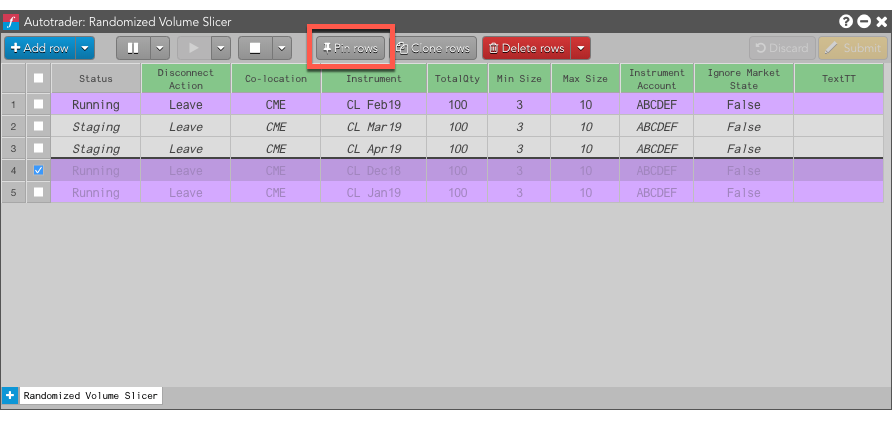 Autotrader: Randomized Volume Slicer
Add row Pin rows Clone rows Delete rows Discard Submit
Status Disconnect Action Co-location Instrument TotalQty Min Size Max Size Instrument Account Ignore Market State TextTT
1 Running Leave CME CL Feb19 100 3 10 ABCDEF False
2 Staging Leave CME CL Mar19 100 3 10 ABCDEF False
3 Staging Leave CME CL Apr19 100 3 10 ABCDEF False
4 Running Leave CME CL Dec18 100 3 10 ABCDEF False
5 Running Leave CME CL Jan19 100 3 10 ABCDEF False
Randomized Volume Slicer